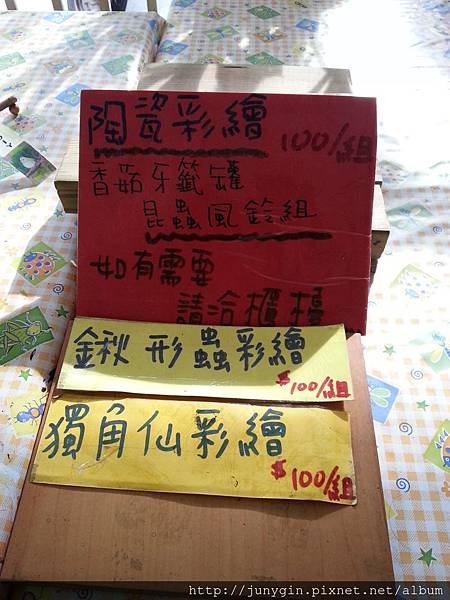 陶瓷彩繪 100/組
香菇牙籤罐
昆蟲風鈴組
如有需要
請洽櫃檯
鍬形蟲彩繪
$100/組
獨角仙彩繪
$100/組
http://junygin.pixnet.net/album